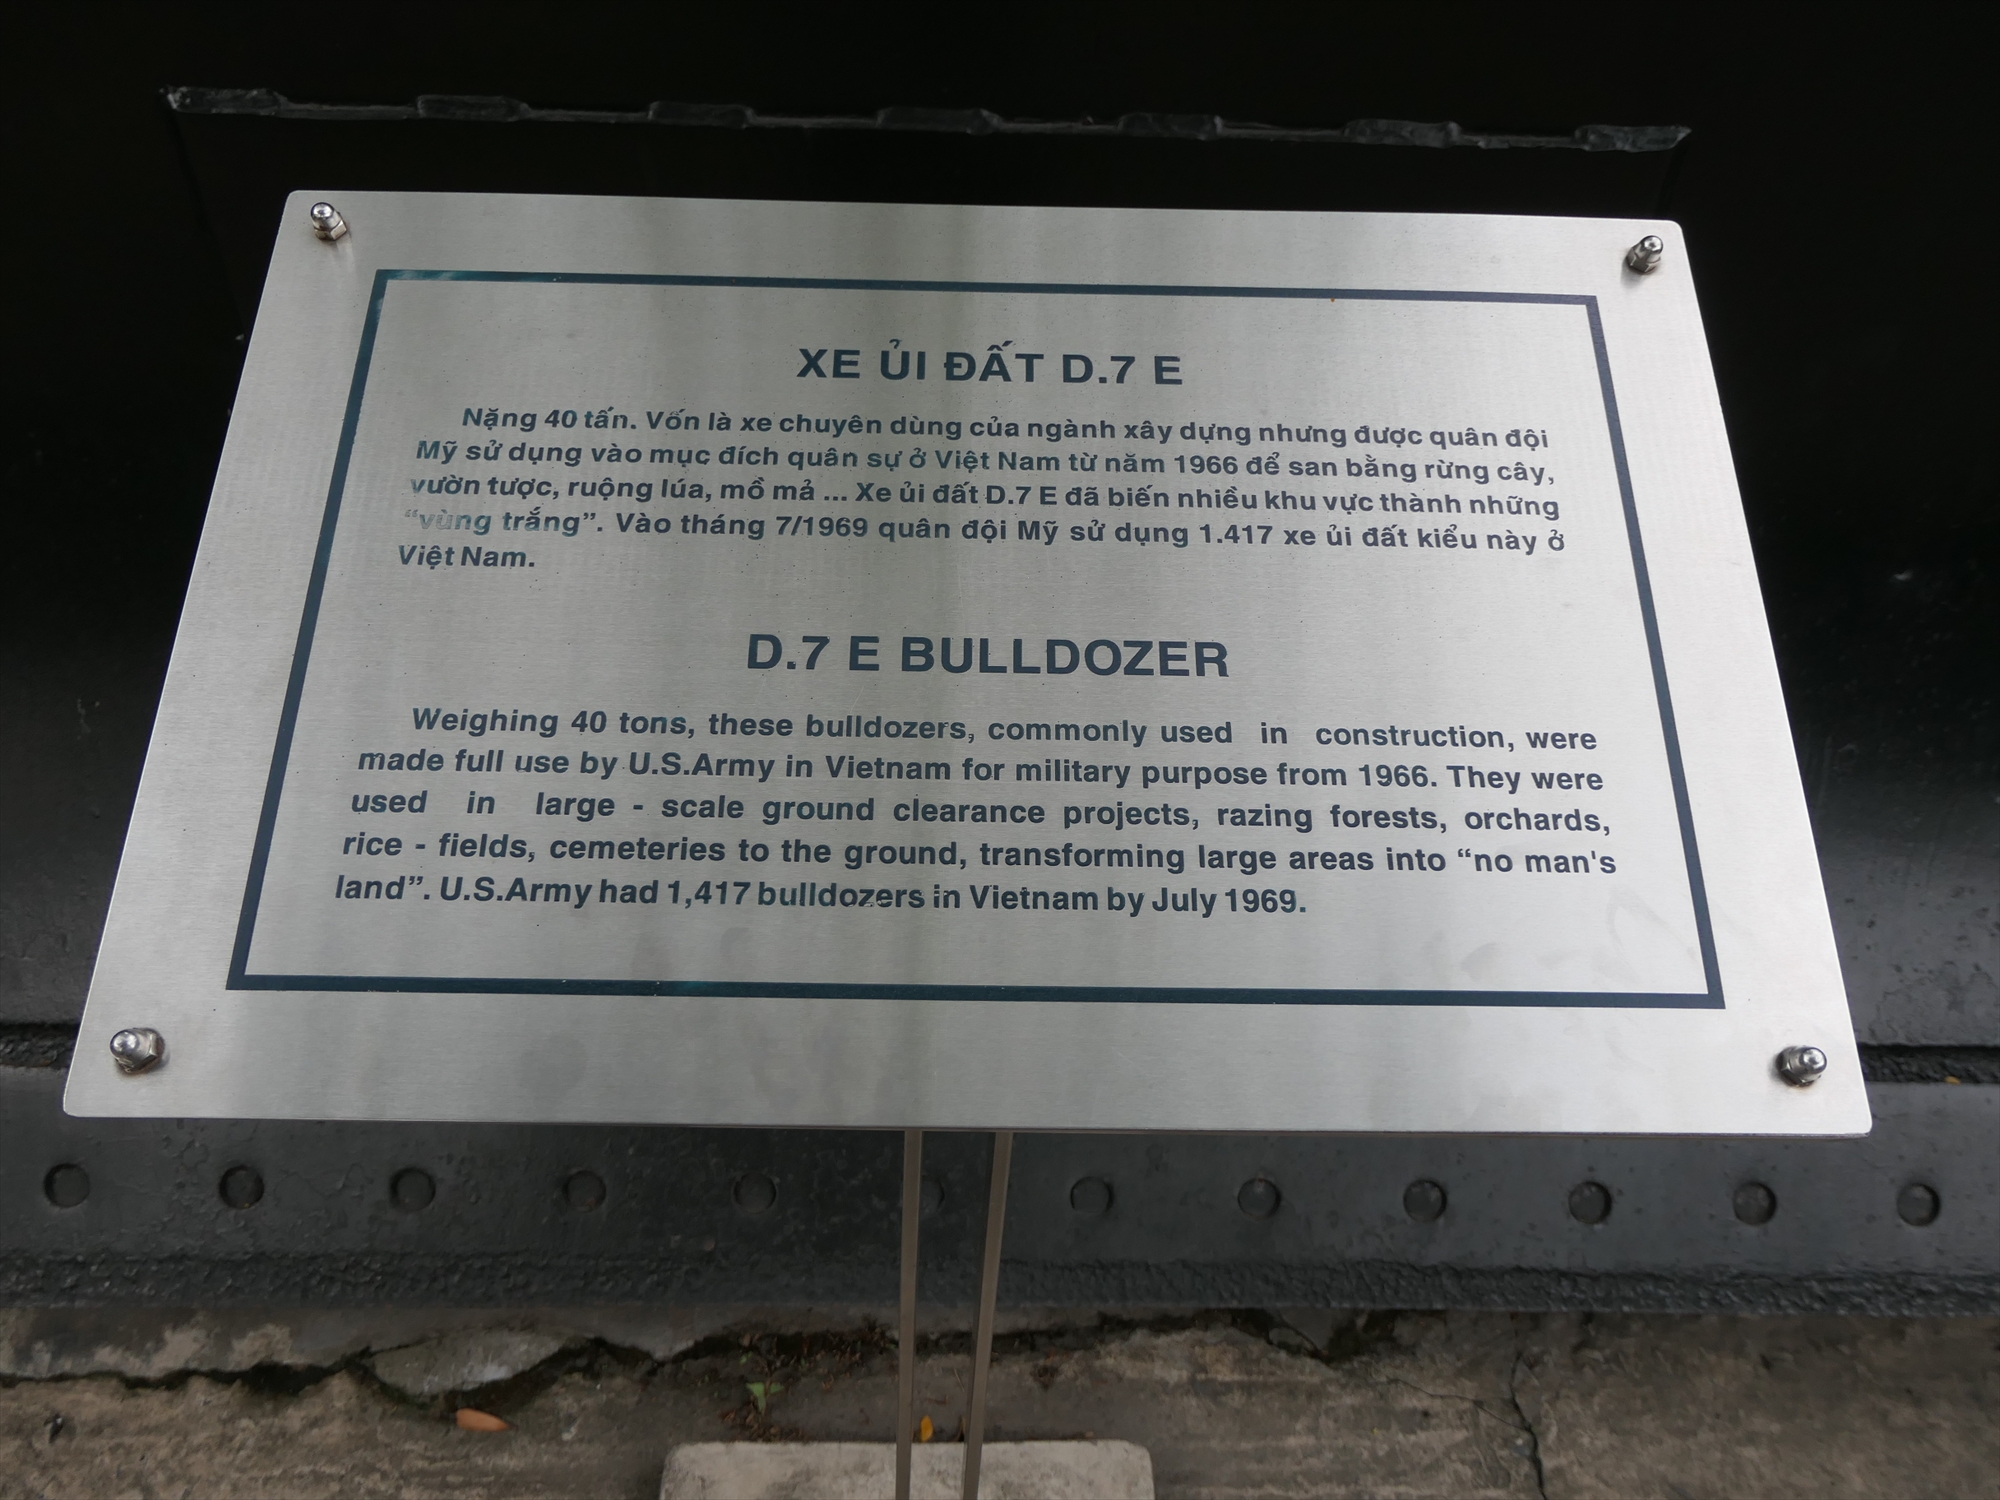 XE ỦI ĐẤT D.7 E
Nặng 40 tấn. Vốn là xe chuyên dùng của ngành xây dựng nhưng được quân đội
Mỹ sử dụng vào mục đích quân sự ở Việt Nam từ năm 1966 để san bằng rừng cây,
vườn tược, ruộng lúa, mồ mả ... Xe ủi đất D.7 E đã biến nhiều khu vực thành những
“vùng trắng”. Vào tháng 7/1969 quân đội Mỹ sử dụng 1.417 xe ủi đất kiểu này ở
Việt Nam.
D.7 E BULLDOZER
Weighing 40 tons, these bulldozers, commonly used in construction, were
made full use by U.S.Army in Vietnam for military purpose from 1966. They were
used in large - scale ground clearance projects, razing forests, orchards,
rice - fields, cemeteries to the ground, transforming large areas into “no man's
land”. U.S.Army had 1,417 bulldozers in Vietnam by July 1969.